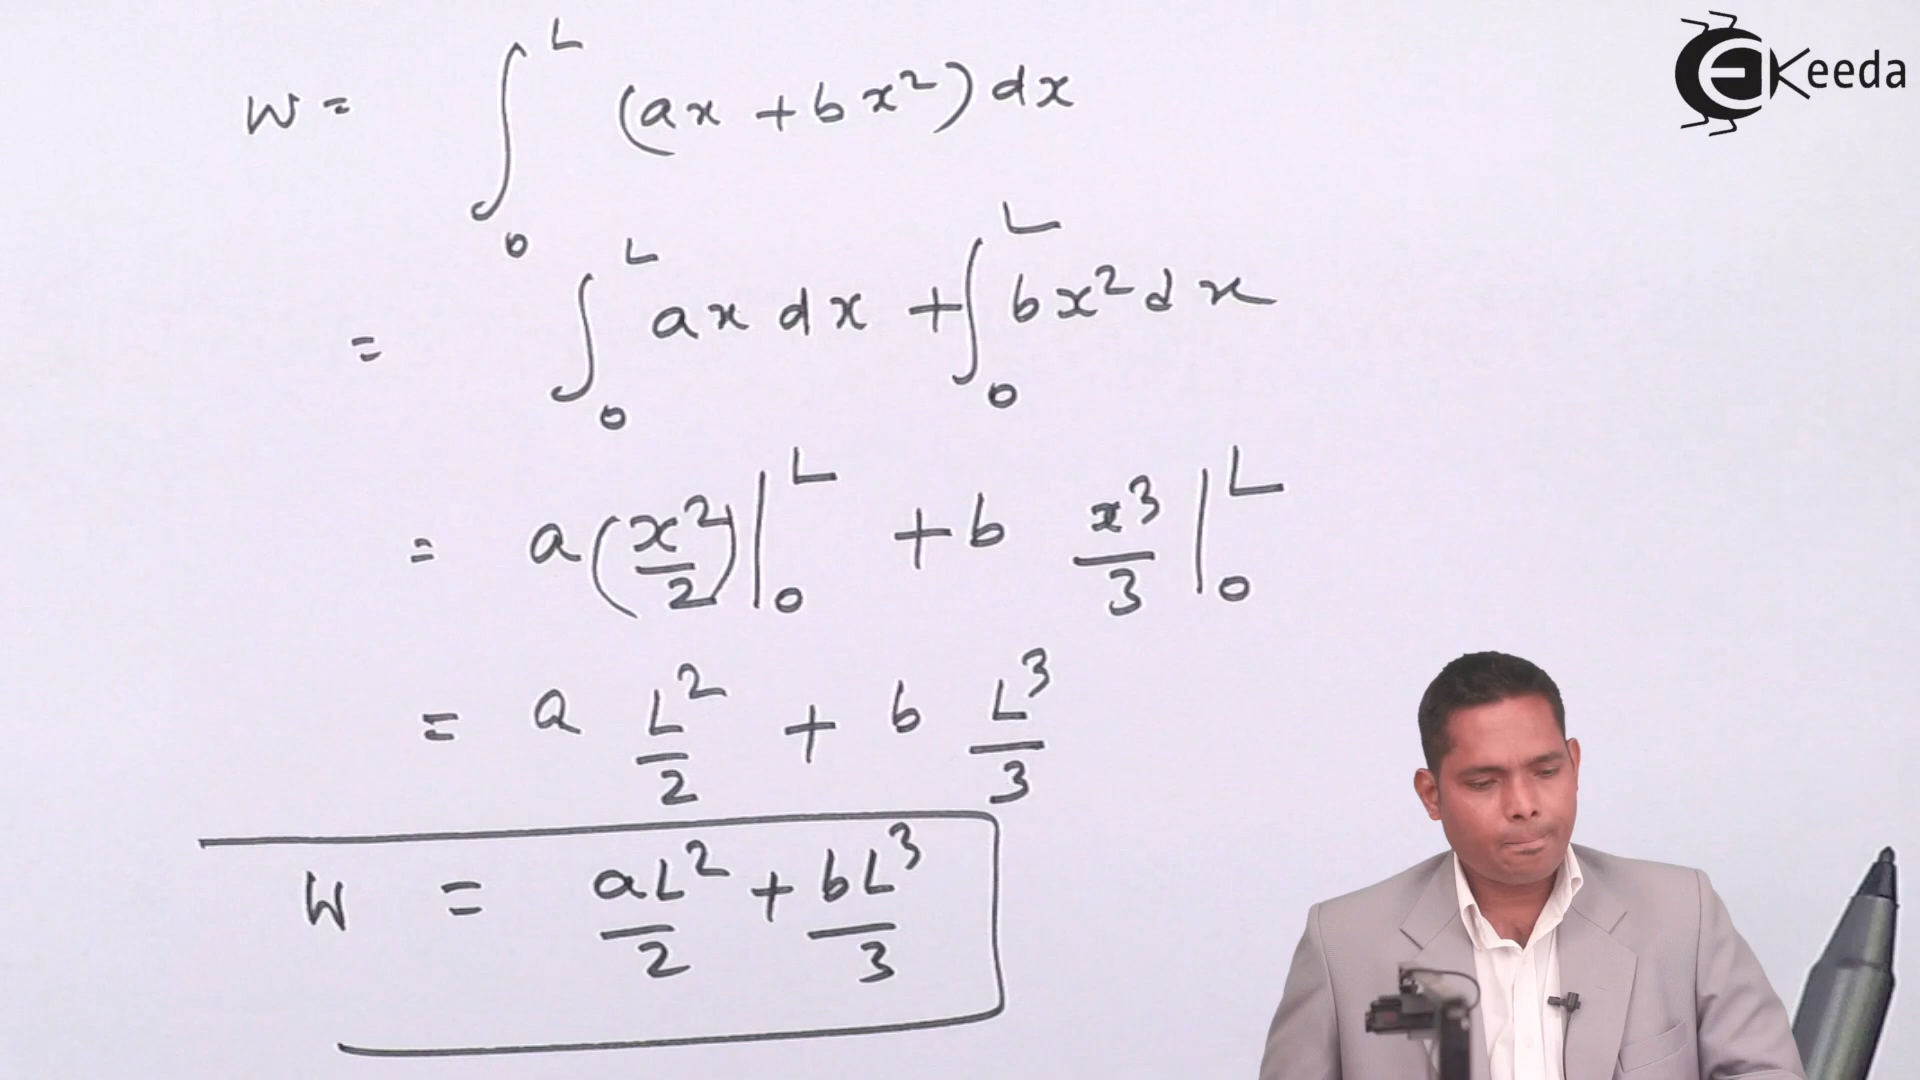 EKeeda
W = ∫₀ᴸ (ax + bx²) dx
= ∫₀ᴸ ax dx + ∫₀ᴸ bx² dx
= a(x²/2)|₀ᴸ + b x³/3|₀ᴸ
= a L²/2 + b L³/3
W = aL²/2 + bL³/3